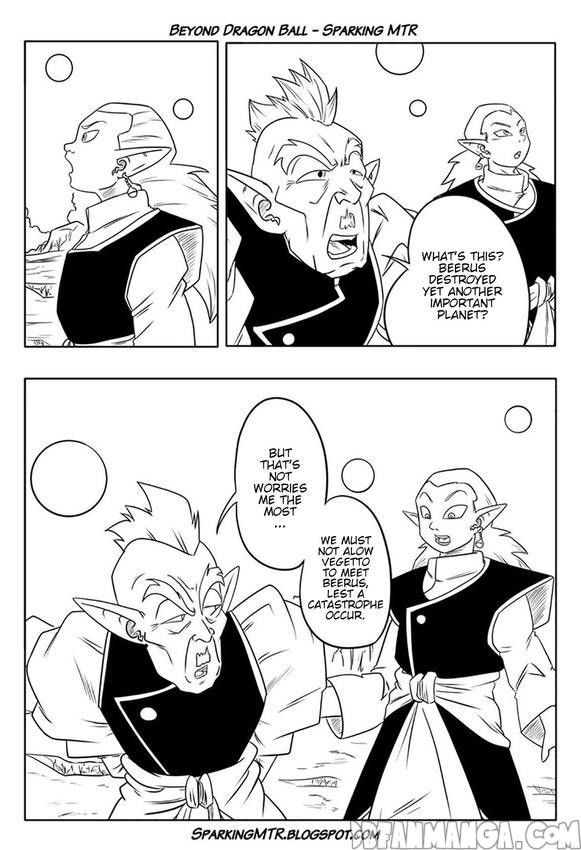 Beyond Dragon Ball - Sparking MTR
WHAT'S THIS?
BEERUS
DESTROYED
YET ANOTHER
IMPORTANT
PLANET?
BUT
THAT'S
NOT
WORRIES
ME THE
MOST
...
WE MUST
NOT ALOW
VEGETTO
TO MEET
BEERUS,
LEST A
CATASTROPHE
OCCUR.
SparkingMTR.blogspot.com
DBFANMANGA.COM